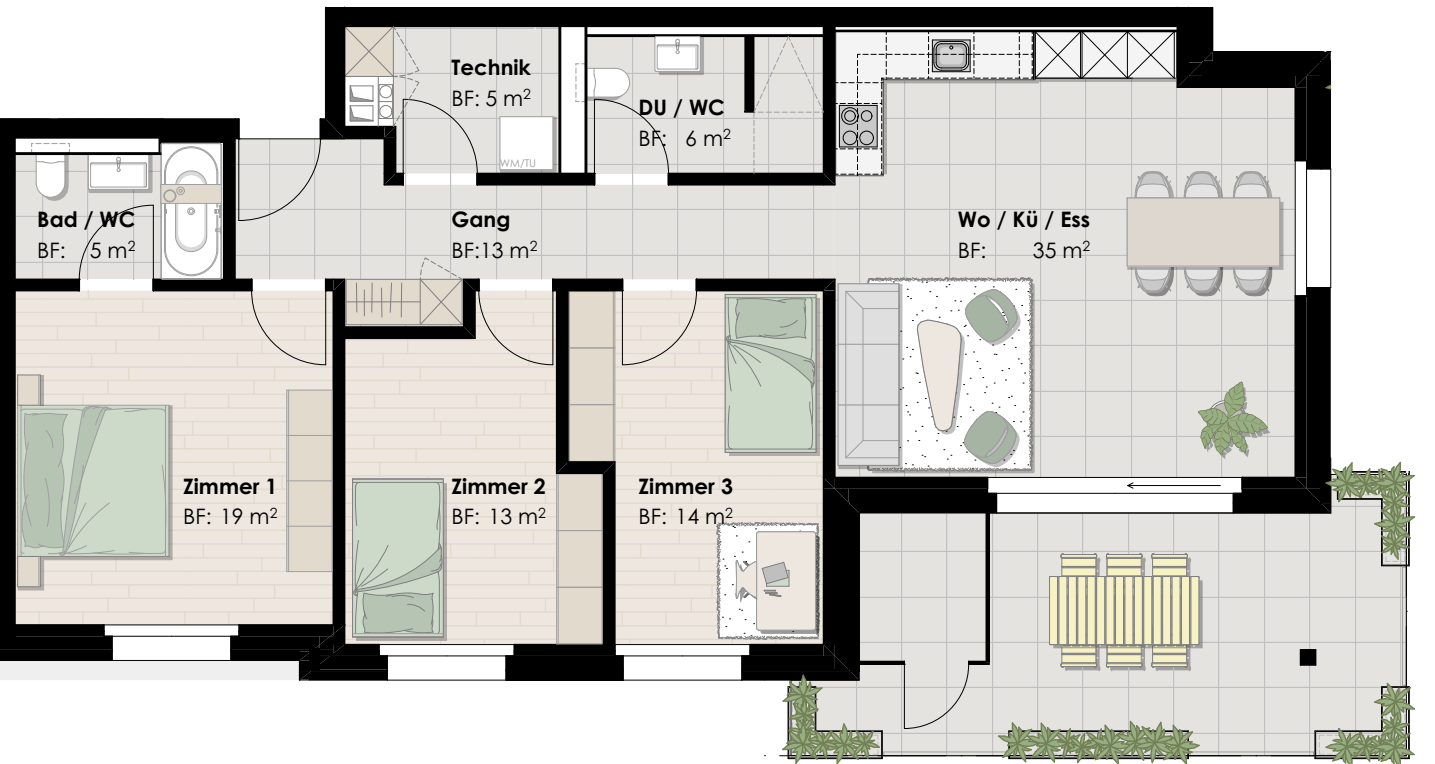 Technik
BF: 5 m²
WM/TU
DU / WC
BF: 6 m²
Bad / WC
BF: 5 m²
Gang
BF:13 m²
Wo / Kü / Ess
BF: 35 m²
Zimmer 1
BF: 19 m²
Zimmer 2
BF: 13 m²
Zimmer 3
BF: 14 m²